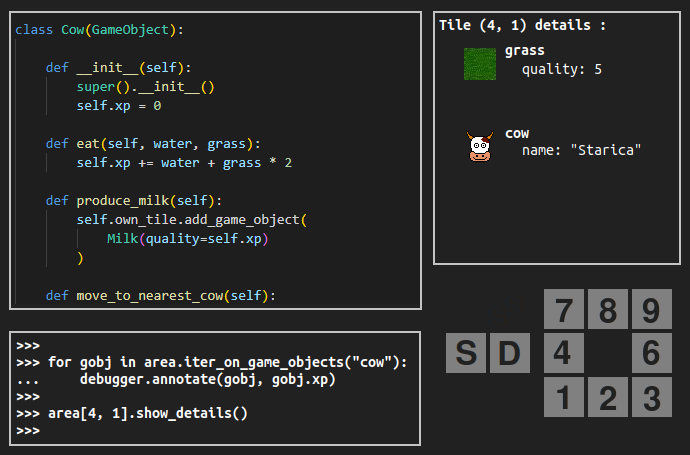 class Cow(GameObject):
def __init__(self):
super().__init__()
self.xp = 0
def eat(self, water, grass):
self.xp += water + grass * 2
def produce_milk(self):
self.own_tile.add_game_object(
Milk(quality=self.xp)
)
def move_to_nearest_cow(self):
>>>
>>> for gobj in area.iter_on_game_objects("cow"):
...     debugger.annotate(gobj, gobj.xp)
>>>
>>> area[4, 1].show_details()
>>>
Tile (4, 1) details :
grass
quality: 5
cow
name: "Starica"
7 8 9
S D 4 6
1 2 3